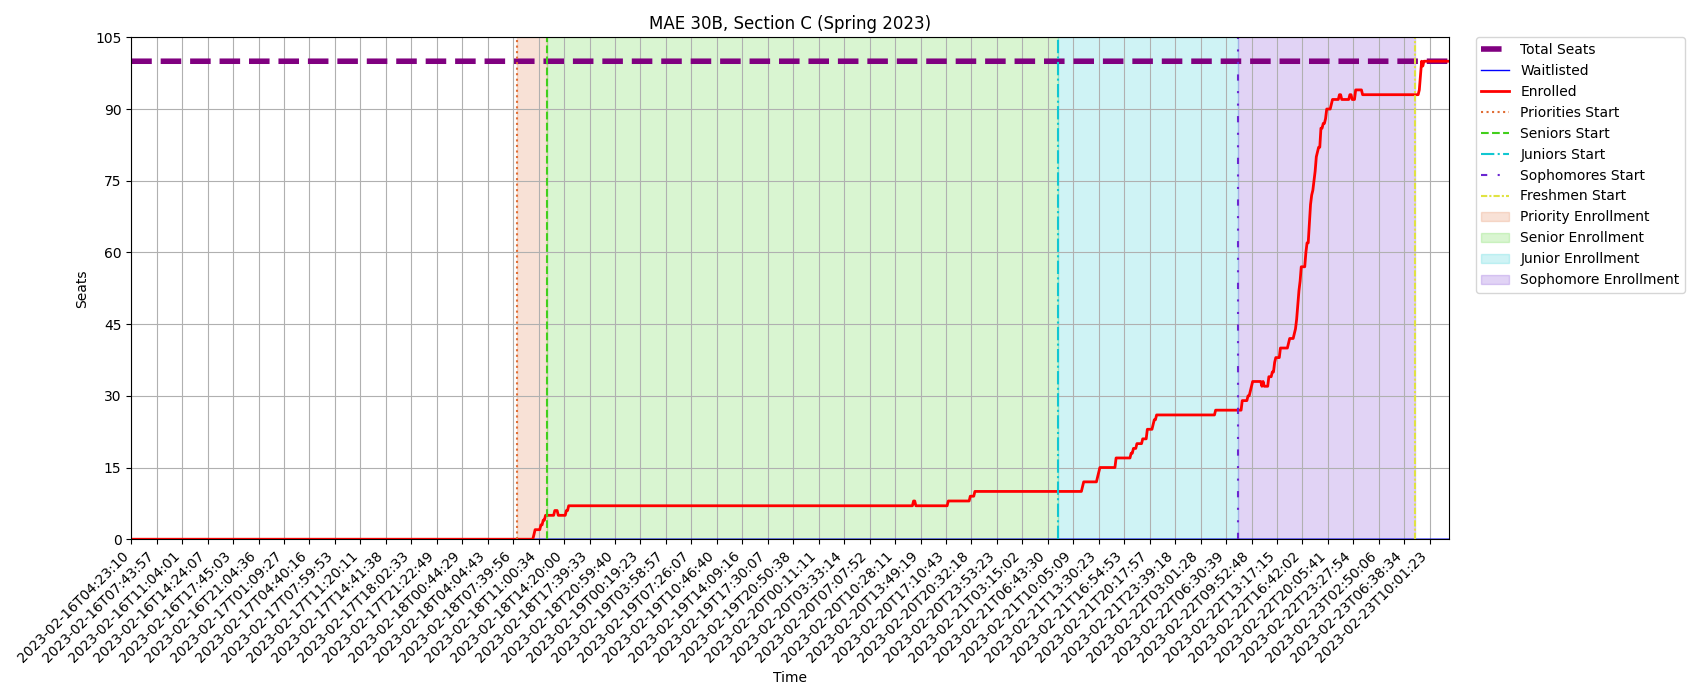 MAE 30B, Section C (Spring 2023)
105
90
75
60
45
30
15
0
Seats
2023-02-16T04:23:10
2023-02-16T07:43:57
2023-02-16T11:04:01
2023-02-16T14:24:07
2023-02-16T17:45:03
2023-02-16T21:04:36
2023-02-17T01:09:27
2023-02-17T04:40:16
2023-02-17T07:59:53
2023-02-17T11:20:11
2023-02-17T14:41:38
2023-02-17T18:02:33
2023-02-17T21:22:49
2023-02-18T00:44:29
2023-02-18T04:04:43
2023-02-18T07:39:56
2023-02-18T11:00:34
2023-02-18T14:20:00
2023-02-18T17:39:33
2023-02-18T20:59:40
2023-02-19T00:19:23
2023-02-19T03:58:57
2023-02-19T07:26:07
2023-02-19T10:46:40
2023-02-19T14:09:16
2023-02-19T17:30:07
2023-02-19T20:50:38
2023-02-20T00:11:11
2023-02-20T03:33:14
2023-02-20T07:07:52
2023-02-20T10:28:11
2023-02-20T13:49:19
2023-02-20T17:10:43
2023-02-20T20:32:18
2023-02-20T23:53:23
2023-02-21T03:15:02
2023-02-21T06:43:30
2023-02-21T10:05:09
2023-02-21T13:30:23
2023-02-21T16:54:53
2023-02-21T20:17:57
2023-02-21T23:39:18
2023-02-22T03:01:28
2023-02-22T06:30:39
2023-02-22T09:52:48
2023-02-22T13:17:15
2023-02-22T16:42:02
2023-02-22T20:05:41
2023-02-22T23:27:54
2023-02-23T02:50:06
2023-02-23T06:38:34
2023-02-23T10:01:23
Time
Total Seats
Waitlisted
Enrolled
Priorities Start
Seniors Start
Juniors Start
Sophomores Start
Freshmen Start
Priority Enrollment
Senior Enrollment
Junior Enrollment
Sophomore Enrollment